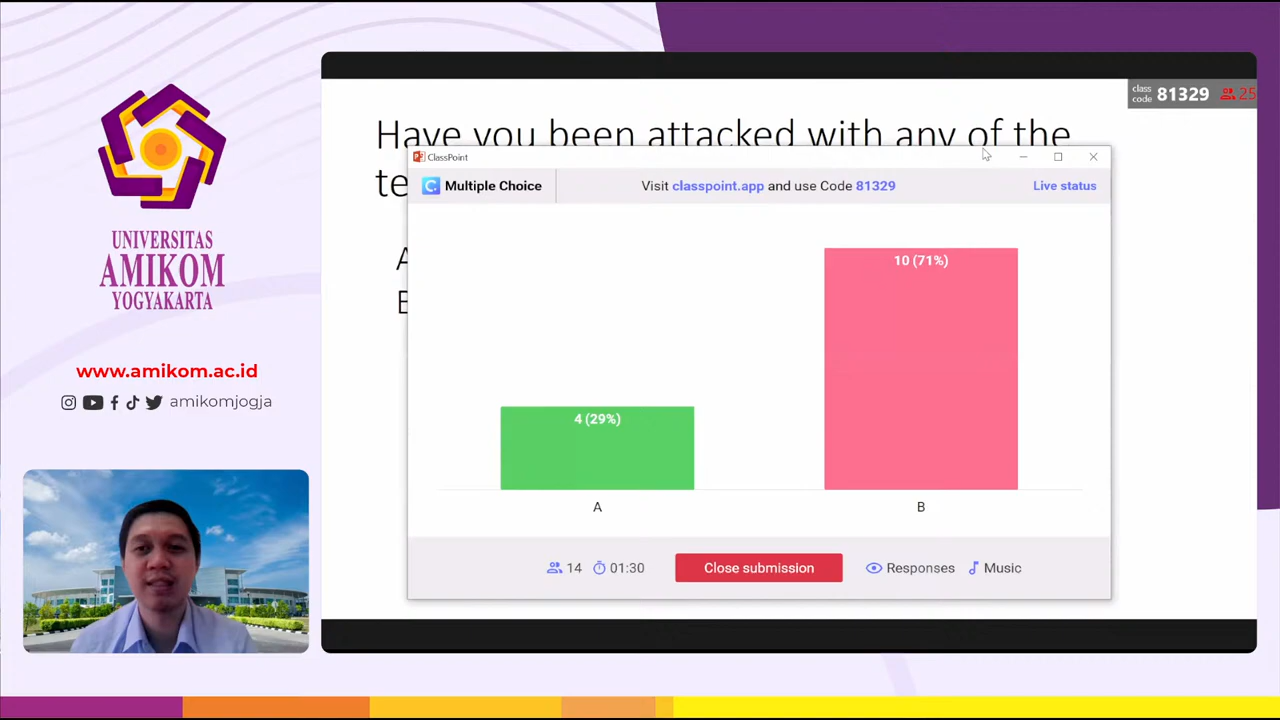 UNIVERSITAS
AMIKOM
YOGYAKARTA
www.amikom.ac.id
amikomjogja
class code 81329 25
Have you been attacked with any of the
te
A
B
ClassPoint
Multiple Choice
Visit classpoint.app and use Code 81329
Live status
10 (71%)
4 (29%)
A
B
14 01:30 Close submission Responses Music